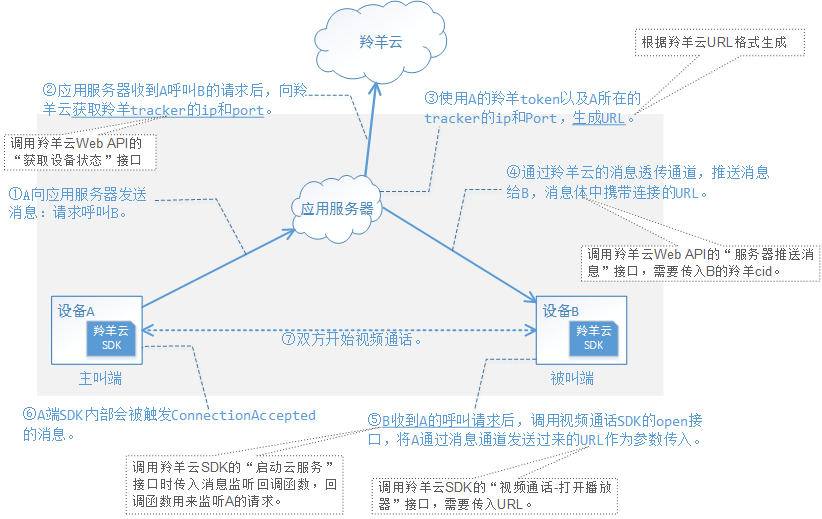 羚羊云
根据羚羊云URL格式生成
②应用服务器收到A呼叫B的请求后，向羚
羊云获取羚羊tracker的ip和port。
③使用A的羚羊token以及A所在的
tracker的ip和Port，生成URL。
调用羚羊云Web API的
“获取设备状态”接口
④通过羚羊云的消息透传通道，推送消息
给B，消息体中携带连接的URL。
①A向应用服务器发送
消息：请求呼叫B。
应用服务器
调用羚羊云Web API的“服务器推送消
息”接口，需要传入B的羚羊cid。
设备A
羚羊云
SDK
设备B
羚羊云
SDK
⑦双方开始视频通话。
主叫端
被叫端
⑥A端SDK内部会被触发ConnectionAccepted
的消息。
⑤B收到A的呼叫请求后，调用视频通话SDK的open接
口，将A通过消息通道发送过来的URL作为参数传入。
调用羚羊云SDK的“启动云服务”
接口时传入消息监听回调函数，回
调函数用来监听A的请求。
调用羚羊云SDK的“视频通话-打开播放
器”接口，需要传入URL。